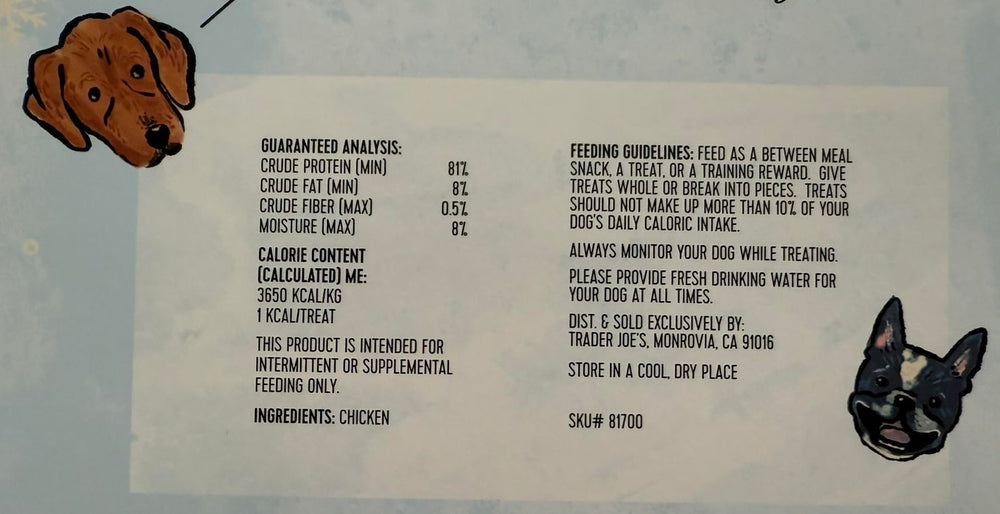 GUARANTEED ANALYSIS:
CRUDE PROTEIN (MIN) 81%
CRUDE FAT (MIN) 8%
CRUDE FIBER (MAX) 0.5%
MOISTURE (MAX) 8%
CALORIE CONTENT
(CALCULATED) ME:
3650 KCAL/KG
1 KCAL/TREAT
THIS PRODUCT IS INTENDED FOR
INTERMITTENT OR SUPPLEMENTAL
FEEDING ONLY.
INGREDIENTS: CHICKEN
FEEDING GUIDELINES: FEED AS A BETWEEN MEAL
SNACK, A TREAT, OR A TRAINING REWARD. GIVE
TREATS WHOLE OR BREAK INTO PIECES. TREATS
SHOULD NOT MAKE UP MORE THAN 10% OF YOUR
DOG'S DAILY CALORIC INTAKE.
ALWAYS MONITOR YOUR DOG WHILE TREATING.
PLEASE PROVIDE FRESH DRINKING WATER FOR
YOUR DOG AT ALL TIMES.
DIST. & SOLD EXCLUSIVELY BY:
TRADER JOE'S, MONROVIA, CA 91016
STORE IN A COOL, DRY PLACE
SKU# 81700